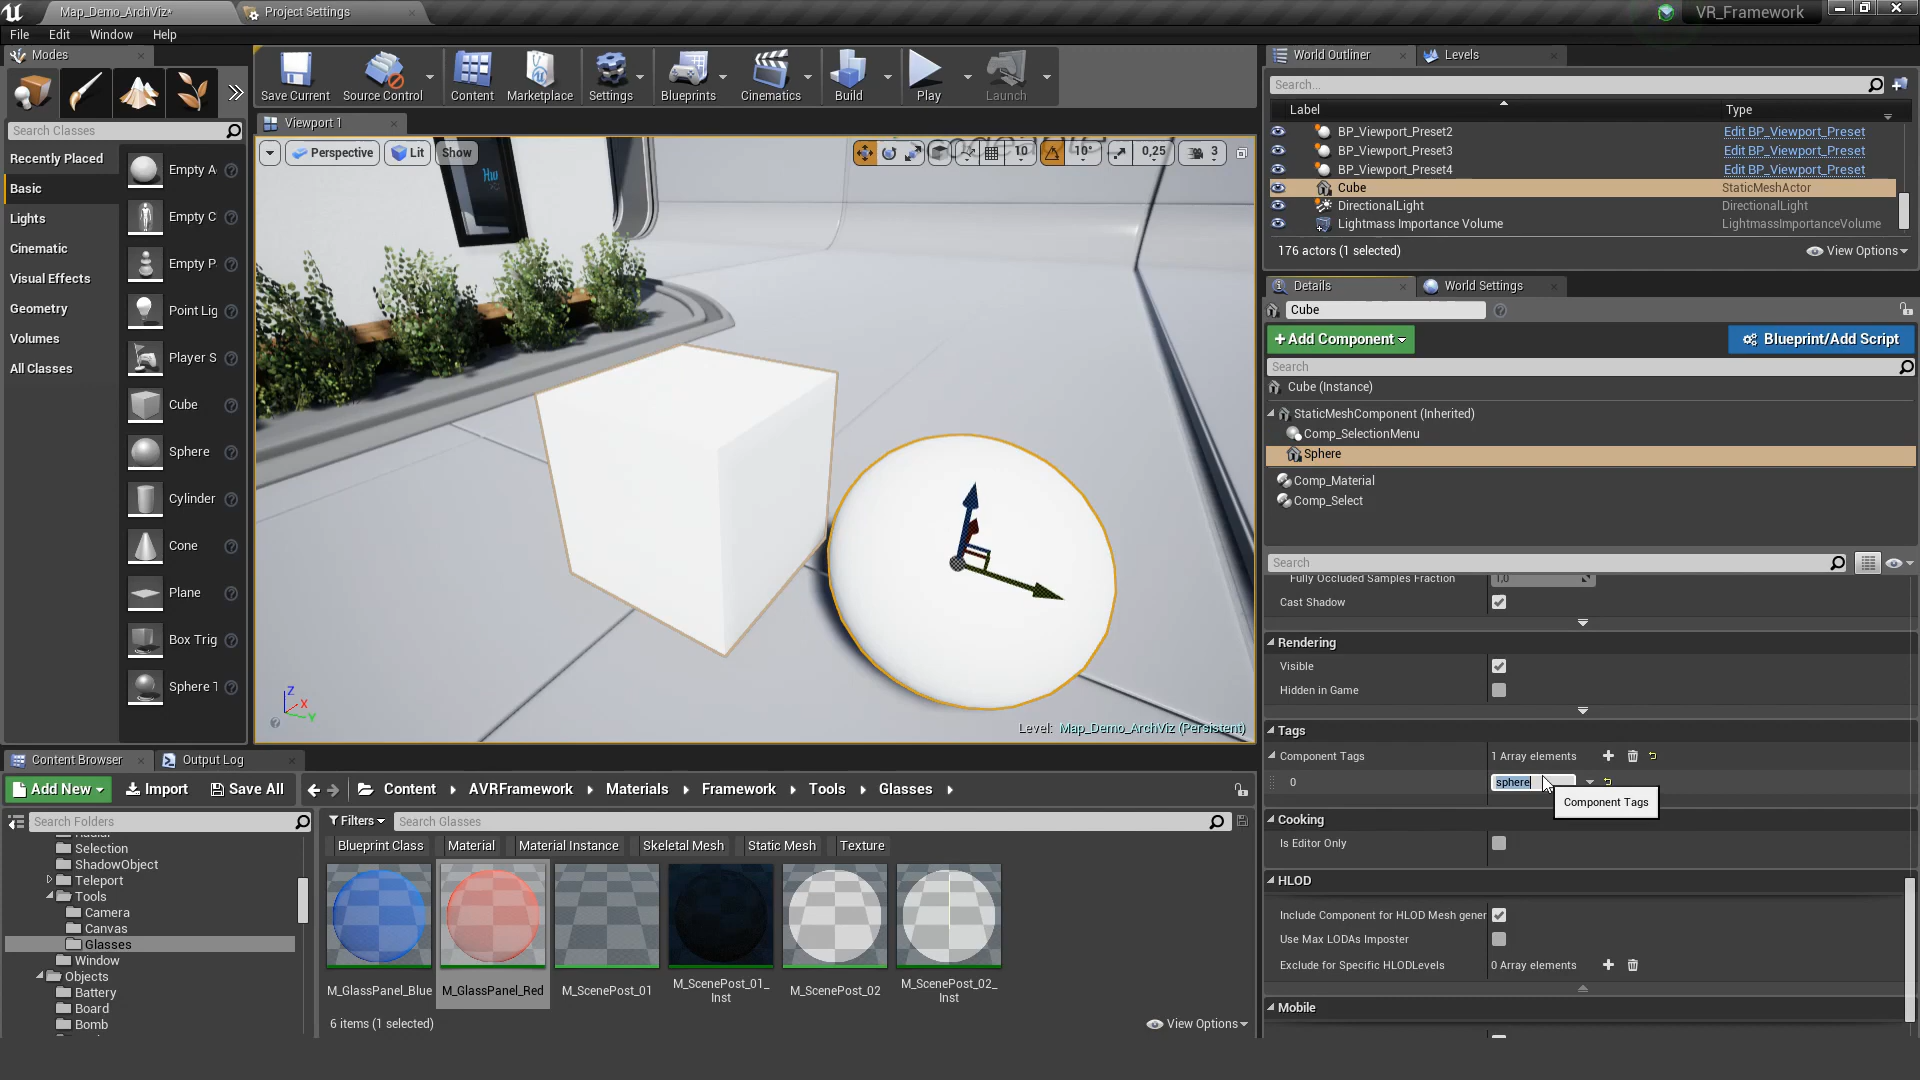 Map_Demo_ArchViz*
Project Settings
VR_Framework
File Edit Window Help
Modes
Search Classes
Recently Placed
Basic
Lights
Cinematic
Visual Effects
Geometry
Volumes
All Classes
Empty A
Empty C
Empty P
Point Lig
Player S
Cube
Sphere
Cylinder
Cone
Plane
Box Trig
Sphere T
Save Current
Source Control
Content
Marketplace
Settings
Blueprints
Cinematics
Build
Play
Launch
Viewport 1
Perspective
Lit
Show
10
10°
0,25
3
Z
X
Y
Level: Map_Demo_ArchViz (Persistent)
World Outliner
Levels
Search...
Label Type
BP_Viewport_Preset2 Edit BP_Viewport_Preset
BP_Viewport_Preset3 Edit BP_Viewport_Preset
BP_Viewport_Preset4 Edit BP_Viewport_Preset
Cube StaticMeshActor
DirectionalLight DirectionalLight
Lightmass Importance Volume LightmassImportanceVolume
176 actors (1 selected)
View Options
Details
World Settings
Cube
+ Add Component
Blueprint/Add Script
Search
Cube (Instance)
StaticMeshComponent (Inherited)
Comp_SelectionMenu
Sphere
Comp_Material
Comp_Select
Search
Fully Occluded Samples Fraction 1,0
Cast Shadow
Rendering
Visible
Hidden in Game
Tags
Component Tags 1 Array elements
0 sphere
Component Tags
Cooking
Is Editor Only
HLOD
Include Component for HLOD Mesh gener
Use Max LODAs Imposter
Exclude for Specific HLODLevels 0 Array elements
Mobile
Content Browser
Output Log
Add New
Import
Save All
Content AVRFramework Materials Framework Tools Glasses
Search Folders
Selection
ShadowObject
Teleport
Tools
Camera
Canvas
Glasses
Window
Objects
Battery
Board
Bomb
Filters
Search Glasses
Blueprint Class
Material
Material Instance
Skeletal Mesh
Static Mesh
Texture
M_GlassPanel_Blue
M_GlassPanel_Red
M_ScenePost_01
M_ScenePost_01_
Inst
M_ScenePost_02
M_ScenePost_02_
Inst
6 items (1 selected)
View Options